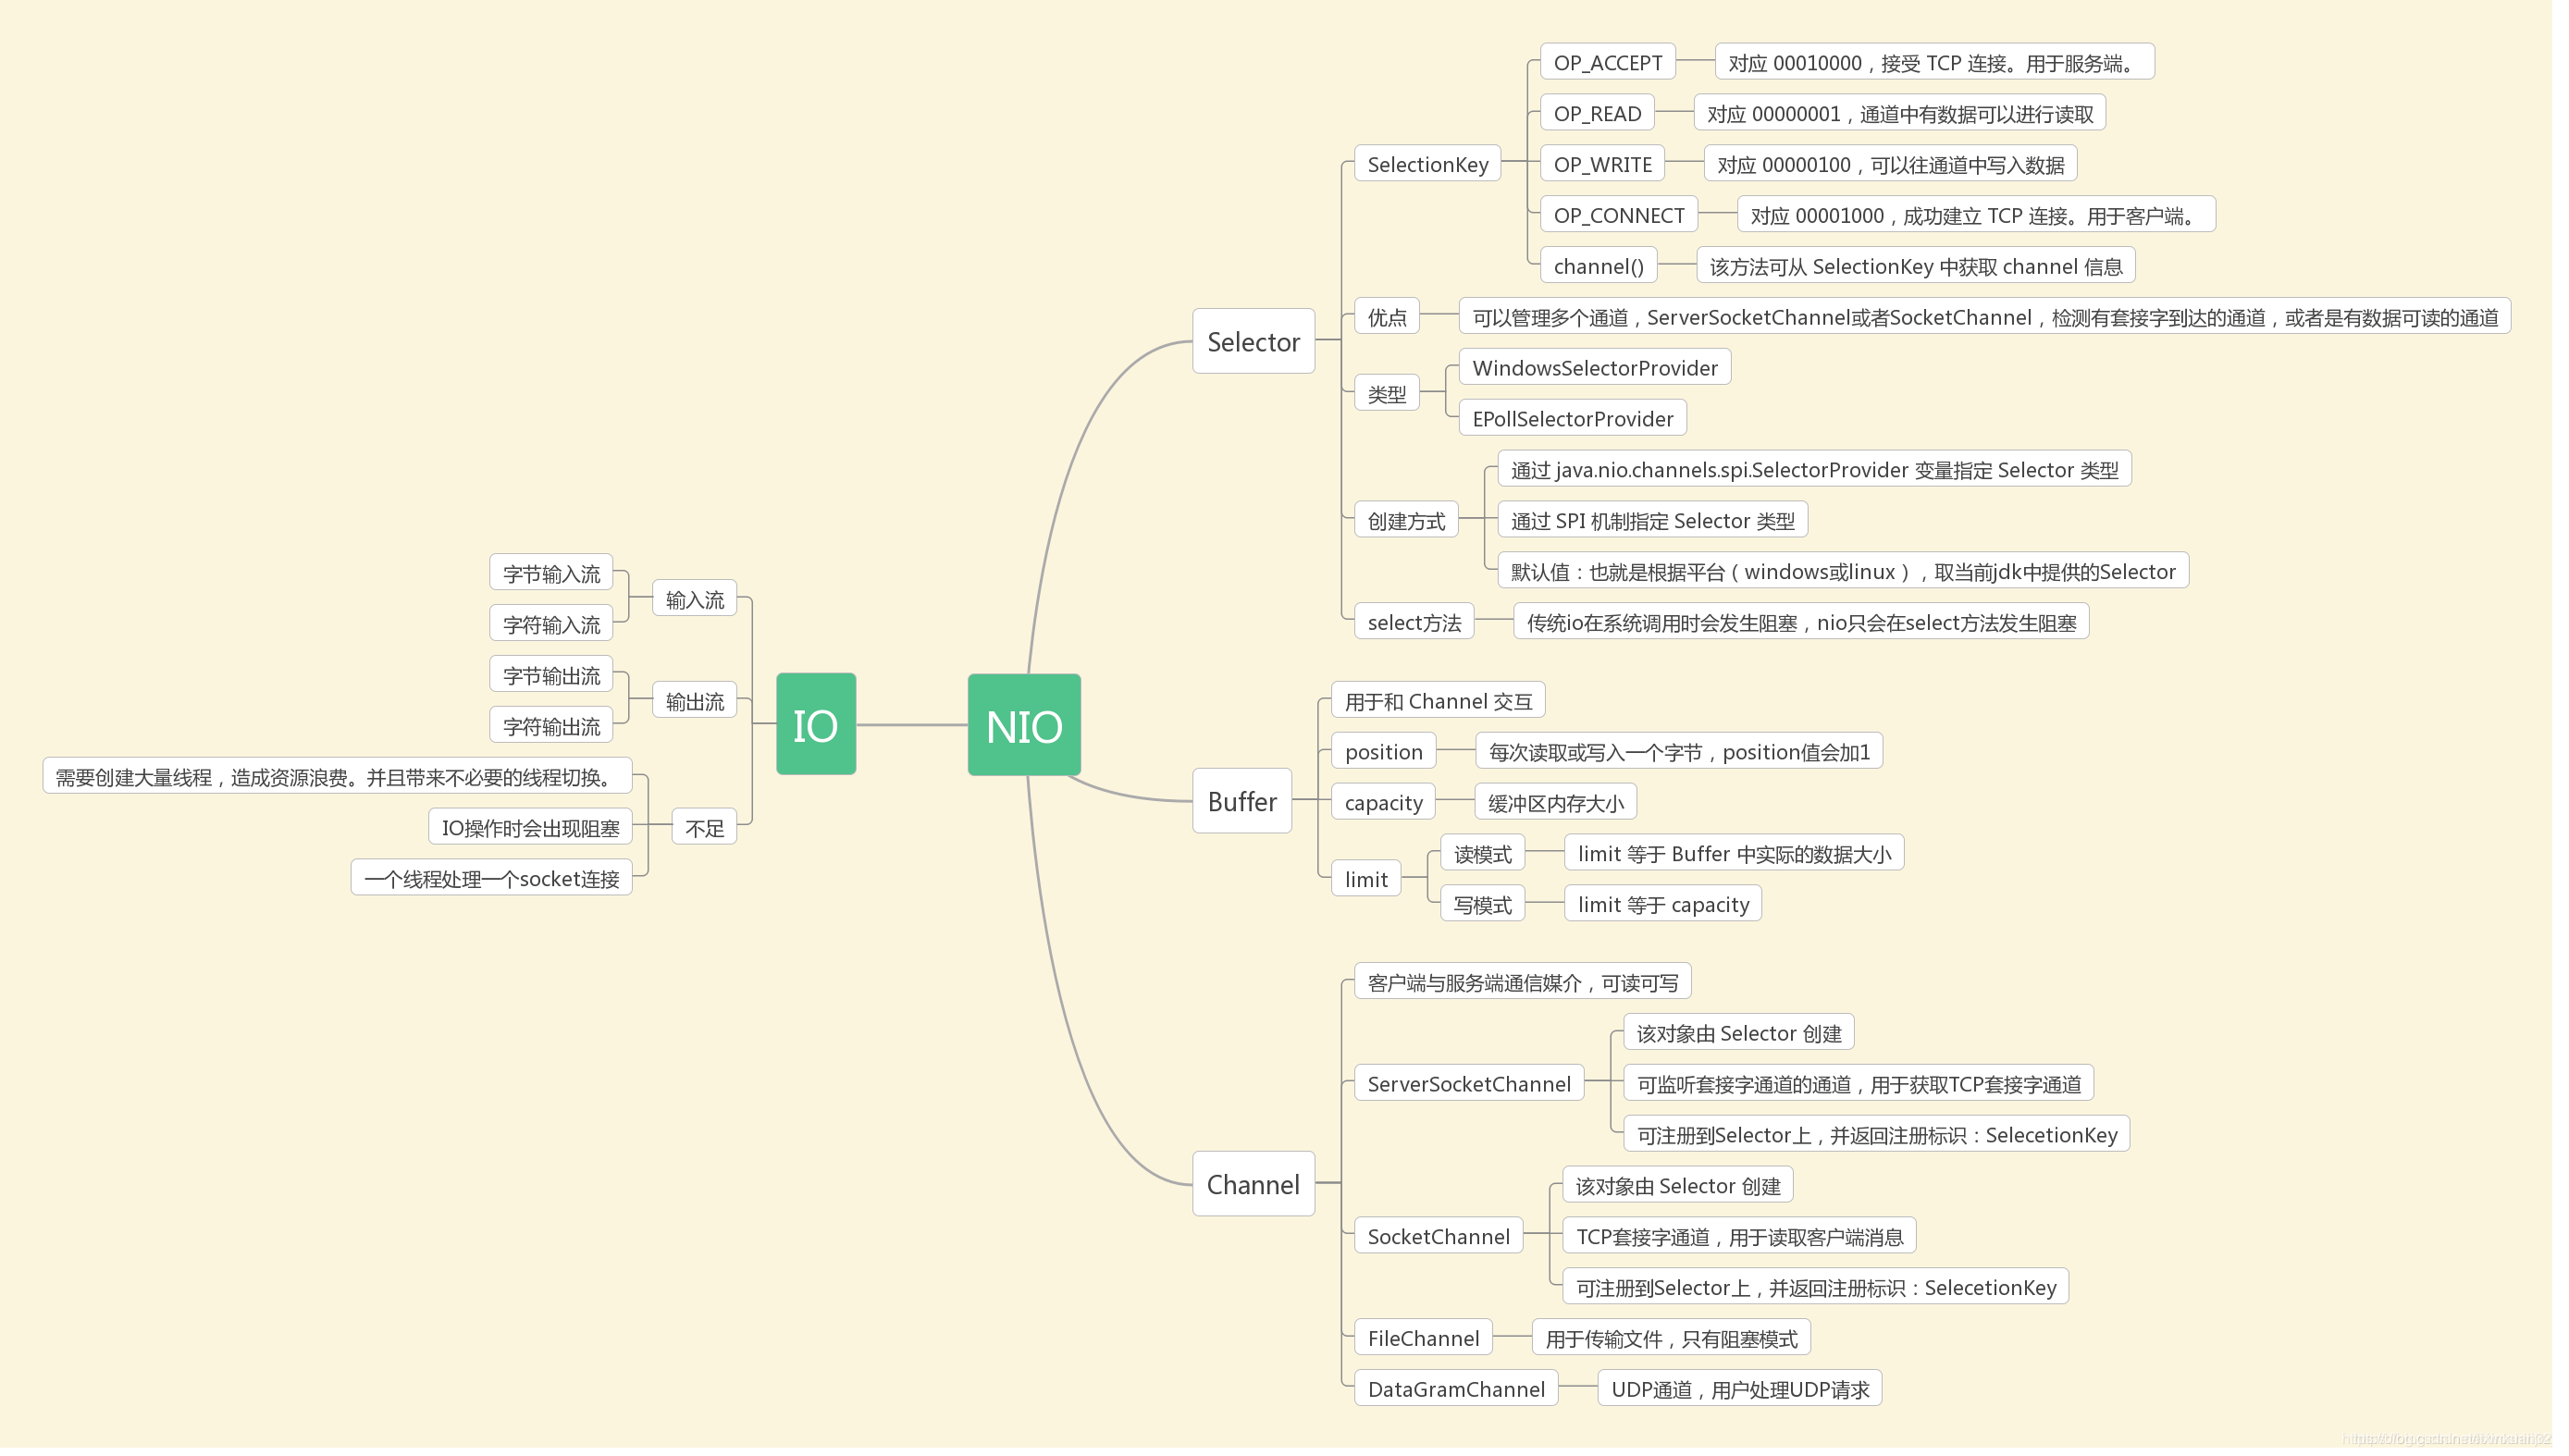 NIO
Selector
SelectionKey
OP_ACCEPT
对应 00010000，接受 TCP 连接。用于服务端。
OP_READ
对应 00000001，通道中有数据可以进行读取
OP_WRITE
对应 00000100，可以往通道中写入数据
OP_CONNECT
对应 00001000，成功建立 TCP 连接。用于客户端。
channel()
该方法可从 SelectionKey 中获取 channel 信息
优点
可以管理多个通道，ServerSocketChannel或者SocketChannel，检测有套接字到达的通道，或者是有数据可读的通道
类型
WindowsSelectorProvider
EPollSelectorProvider
创建方式
通过 java.nio.channels.spi.SelectorProvider 变量指定 Selector 类型
通过 SPI 机制指定 Selector 类型
默认值：也就是根据平台（windows或linux），取当前jdk中提供的Selector
select方法
传统io在系统调用时会发生阻塞，nio只会在select方法发生阻塞
Buffer
用于和 Channel 交互
position
每次读取或写入一个字节，position值会加1
capacity
缓冲区内存大小
limit
读模式
limit 等于 Buffer 中实际的数据大小
写模式
limit 等于 capacity
Channel
客户端与服务端通信媒介，可读可写
ServerSocketChannel
该对象由 Selector 创建
可监听套接字通道的通道，用于获取TCP套接字通道
可注册到Selector上，并返回注册标识：SelecetionKey
SocketChannel
该对象由 Selector 创建
TCP套接字通道，用于读取客户端消息
可注册到Selector上，并返回注册标识：SelecetionKey
FileChannel
用于传输文件，只有阻塞模式
DataGramChannel
UDP通道，用户处理UDP请求
IO
输入流
字节输入流
字符输入流
输出流
字节输出流
字符输出流
不足
需要创建大量线程，造成资源浪费。并且带来不必要的线程切换。
IO操作时会出现阻塞
一个线程处理一个socket连接